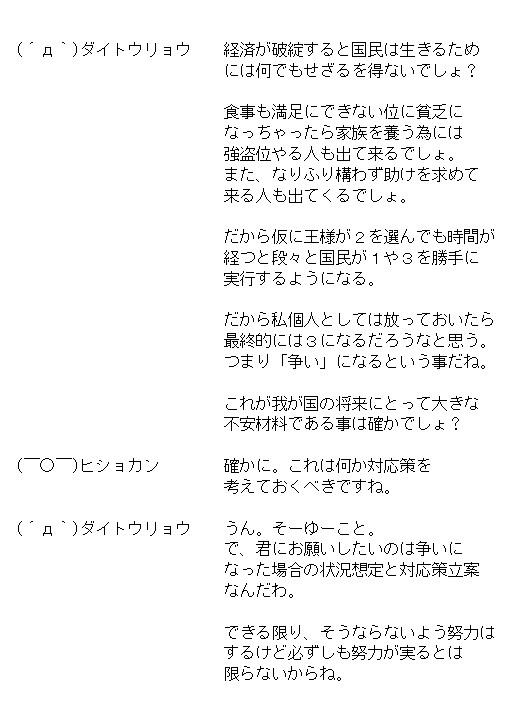 (´д｀)ダイトウリョウ　　経済が破綻すると国民は生きるため
には何でもせざるを得ないでしょ？
食事も満足にできない位に貧乏に
なっちゃったら家族を養う為には
強盗位やる人も出て来るでしょ。
また、なりふり構わず助けを求めて
来る人も出てくるでしょ。
だから仮に王様が２を選んでも時間が
経つと段々と国民が１や３を勝手に
実行するようになる。
だから私個人としては放っておいたら
最終的には３になるだろうなと思う。
つまり「争い」になるという事だね。
これが我が国の将来にとって大きな
不安材料である事は確かでしょ？
(￣○￣)ヒショカン　　確かに。これは何か対応策を
考えておくべきですね。
(´д｀)ダイトウリョウ　　うん。そーゆーこと。
で、君にお願いしたいのは争いに
なった場合の状況想定と対応策立案
なんだわ。
できる限り、そうならないよう努力は
するけど必ずしも努力が実るとは
限らないからね。